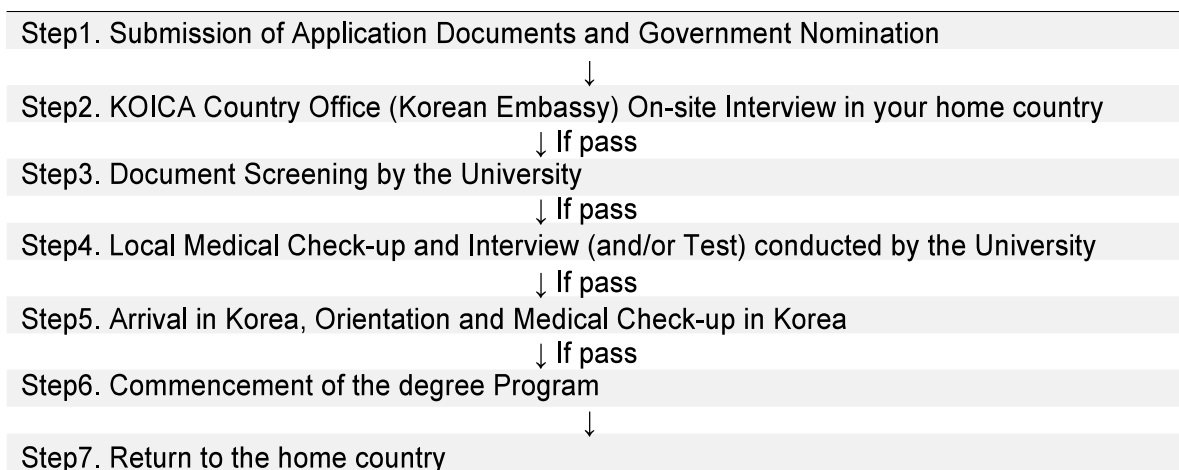 Step1. Submission of Application Documents and Government Nomination
↓
Step2. KOICA Country Office (Korean Embassy) On-site Interview in your home country
↓ If pass
Step3. Document Screening by the University
↓ If pass
Step4. Local Medical Check-up and Interview (and/or Test) conducted by the University
↓ If pass
Step5. Arrival in Korea, Orientation and Medical Check-up in Korea
↓ If pass
Step6. Commencement of the degree Program
↓
Step7. Return to the home country